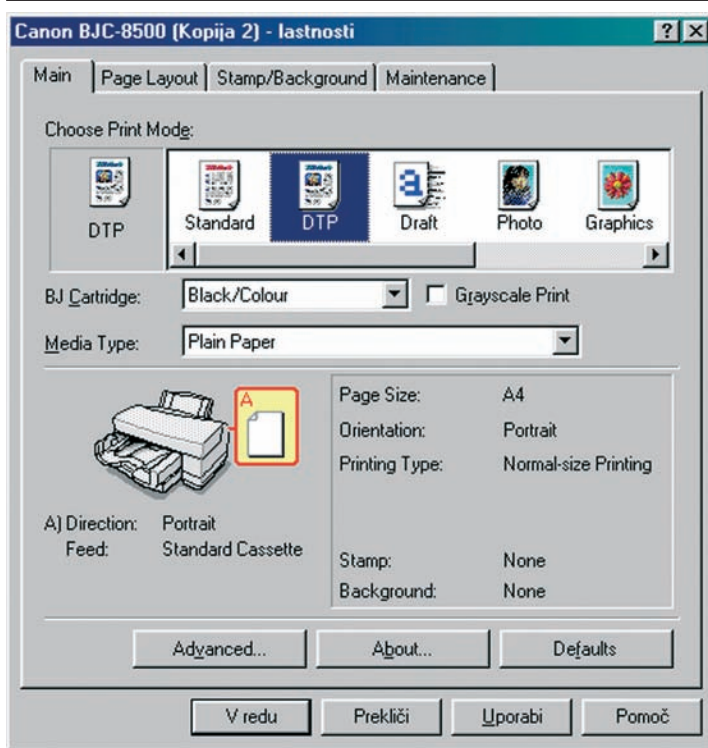 Canon BJC-8500 (Kopija 2) - lastnosti
Main Page Layout Stamp/Background Maintenance
Choose Print Mode:
DTP
Standard DTP Draft Photo Graphics
BJ Cartridge: Black/Colour Grayscale Print
Media Type: Plain Paper
A
Page Size: A4
Orientation: Portrait
Printing Type: Normal-size Printing
A) Direction: Portrait
Feed: Standard Cassette
Stamp: None
Background: None
Advanced... About... Defaults
V redu Prekliči Uporabi Pomoč